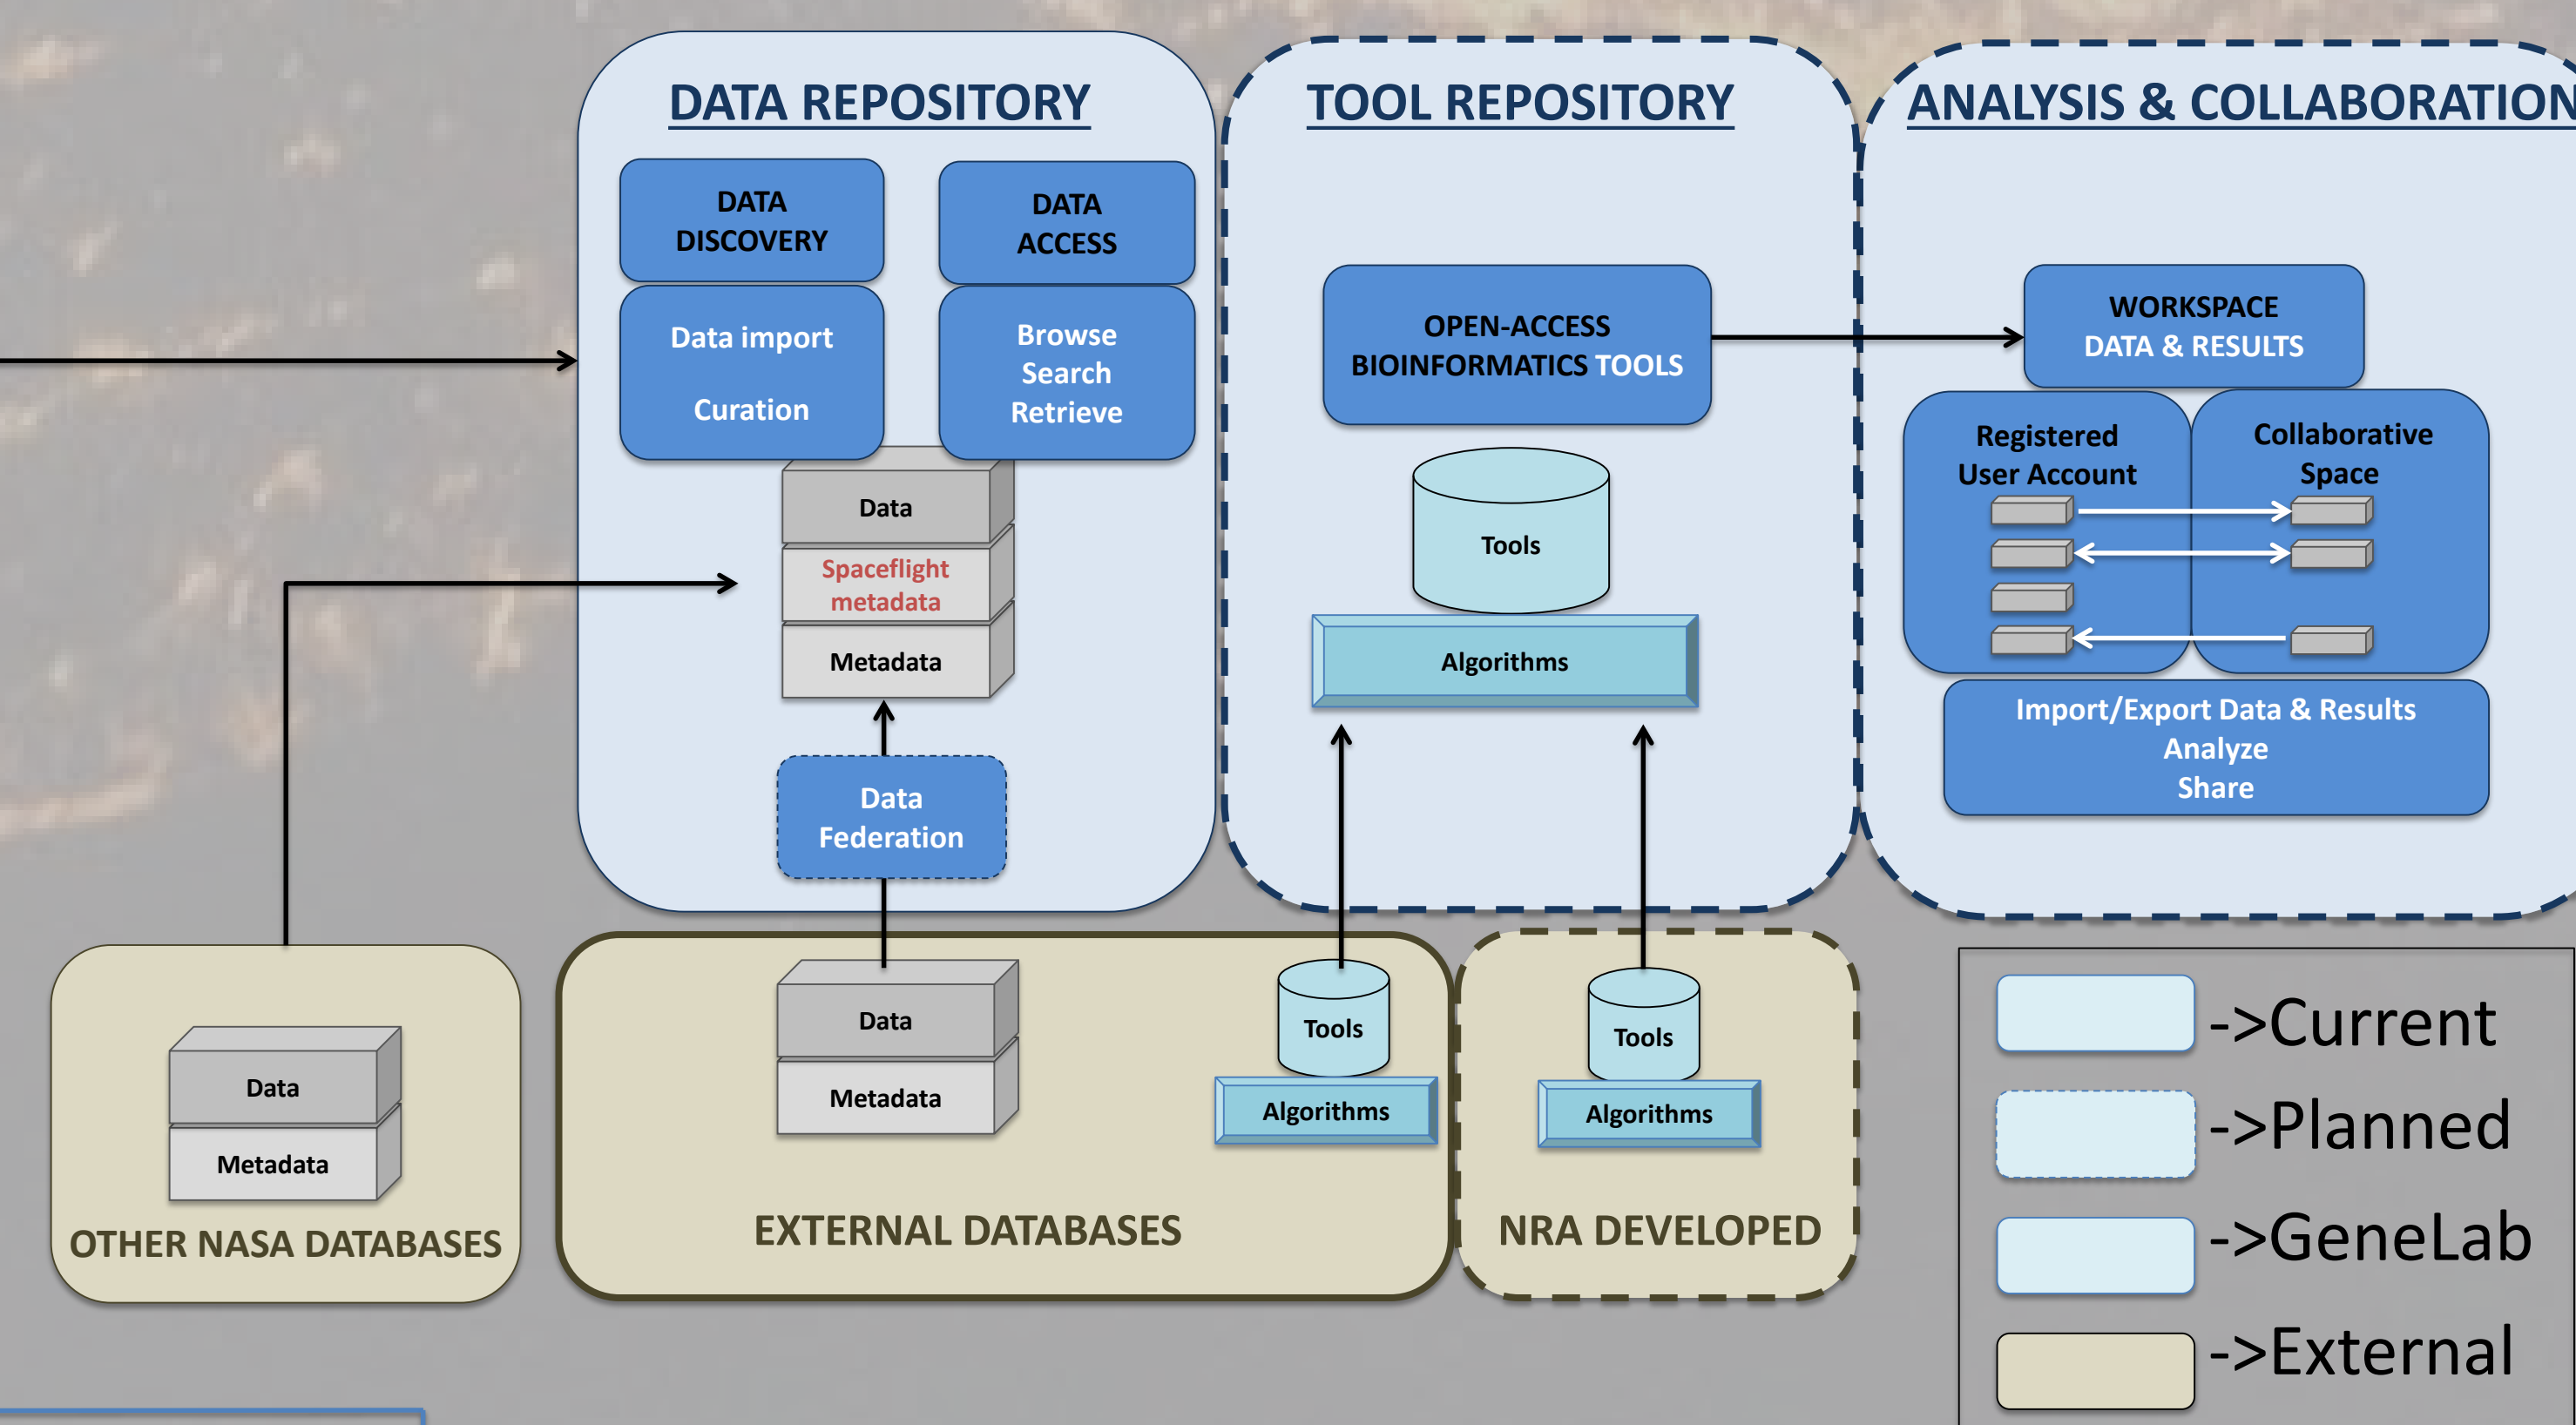 DATA REPOSITORY
DATA
DISCOVERY
DATA
ACCESS
Data import
Curation
Browse
Search
Retrieve
Data
Spaceflight
metadata
Metadata
Data
Federation
TOOL REPOSITORY
OPEN-ACCESS
BIOINFORMATICS TOOLS
Tools
Algorithms
ANALYSIS & COLLABORATION
WORKSPACE
DATA & RESULTS
Registered
User Account
Collaborative
Space
Import/Export Data & Results
Analyze
Share
Data
Metadata
OTHER NASA DATABASES
Data
Metadata
Tools
Algorithms
EXTERNAL DATABASES
Tools
Algorithms
NRA DEVELOPED
->Current
->Planned
->GeneLab
->External